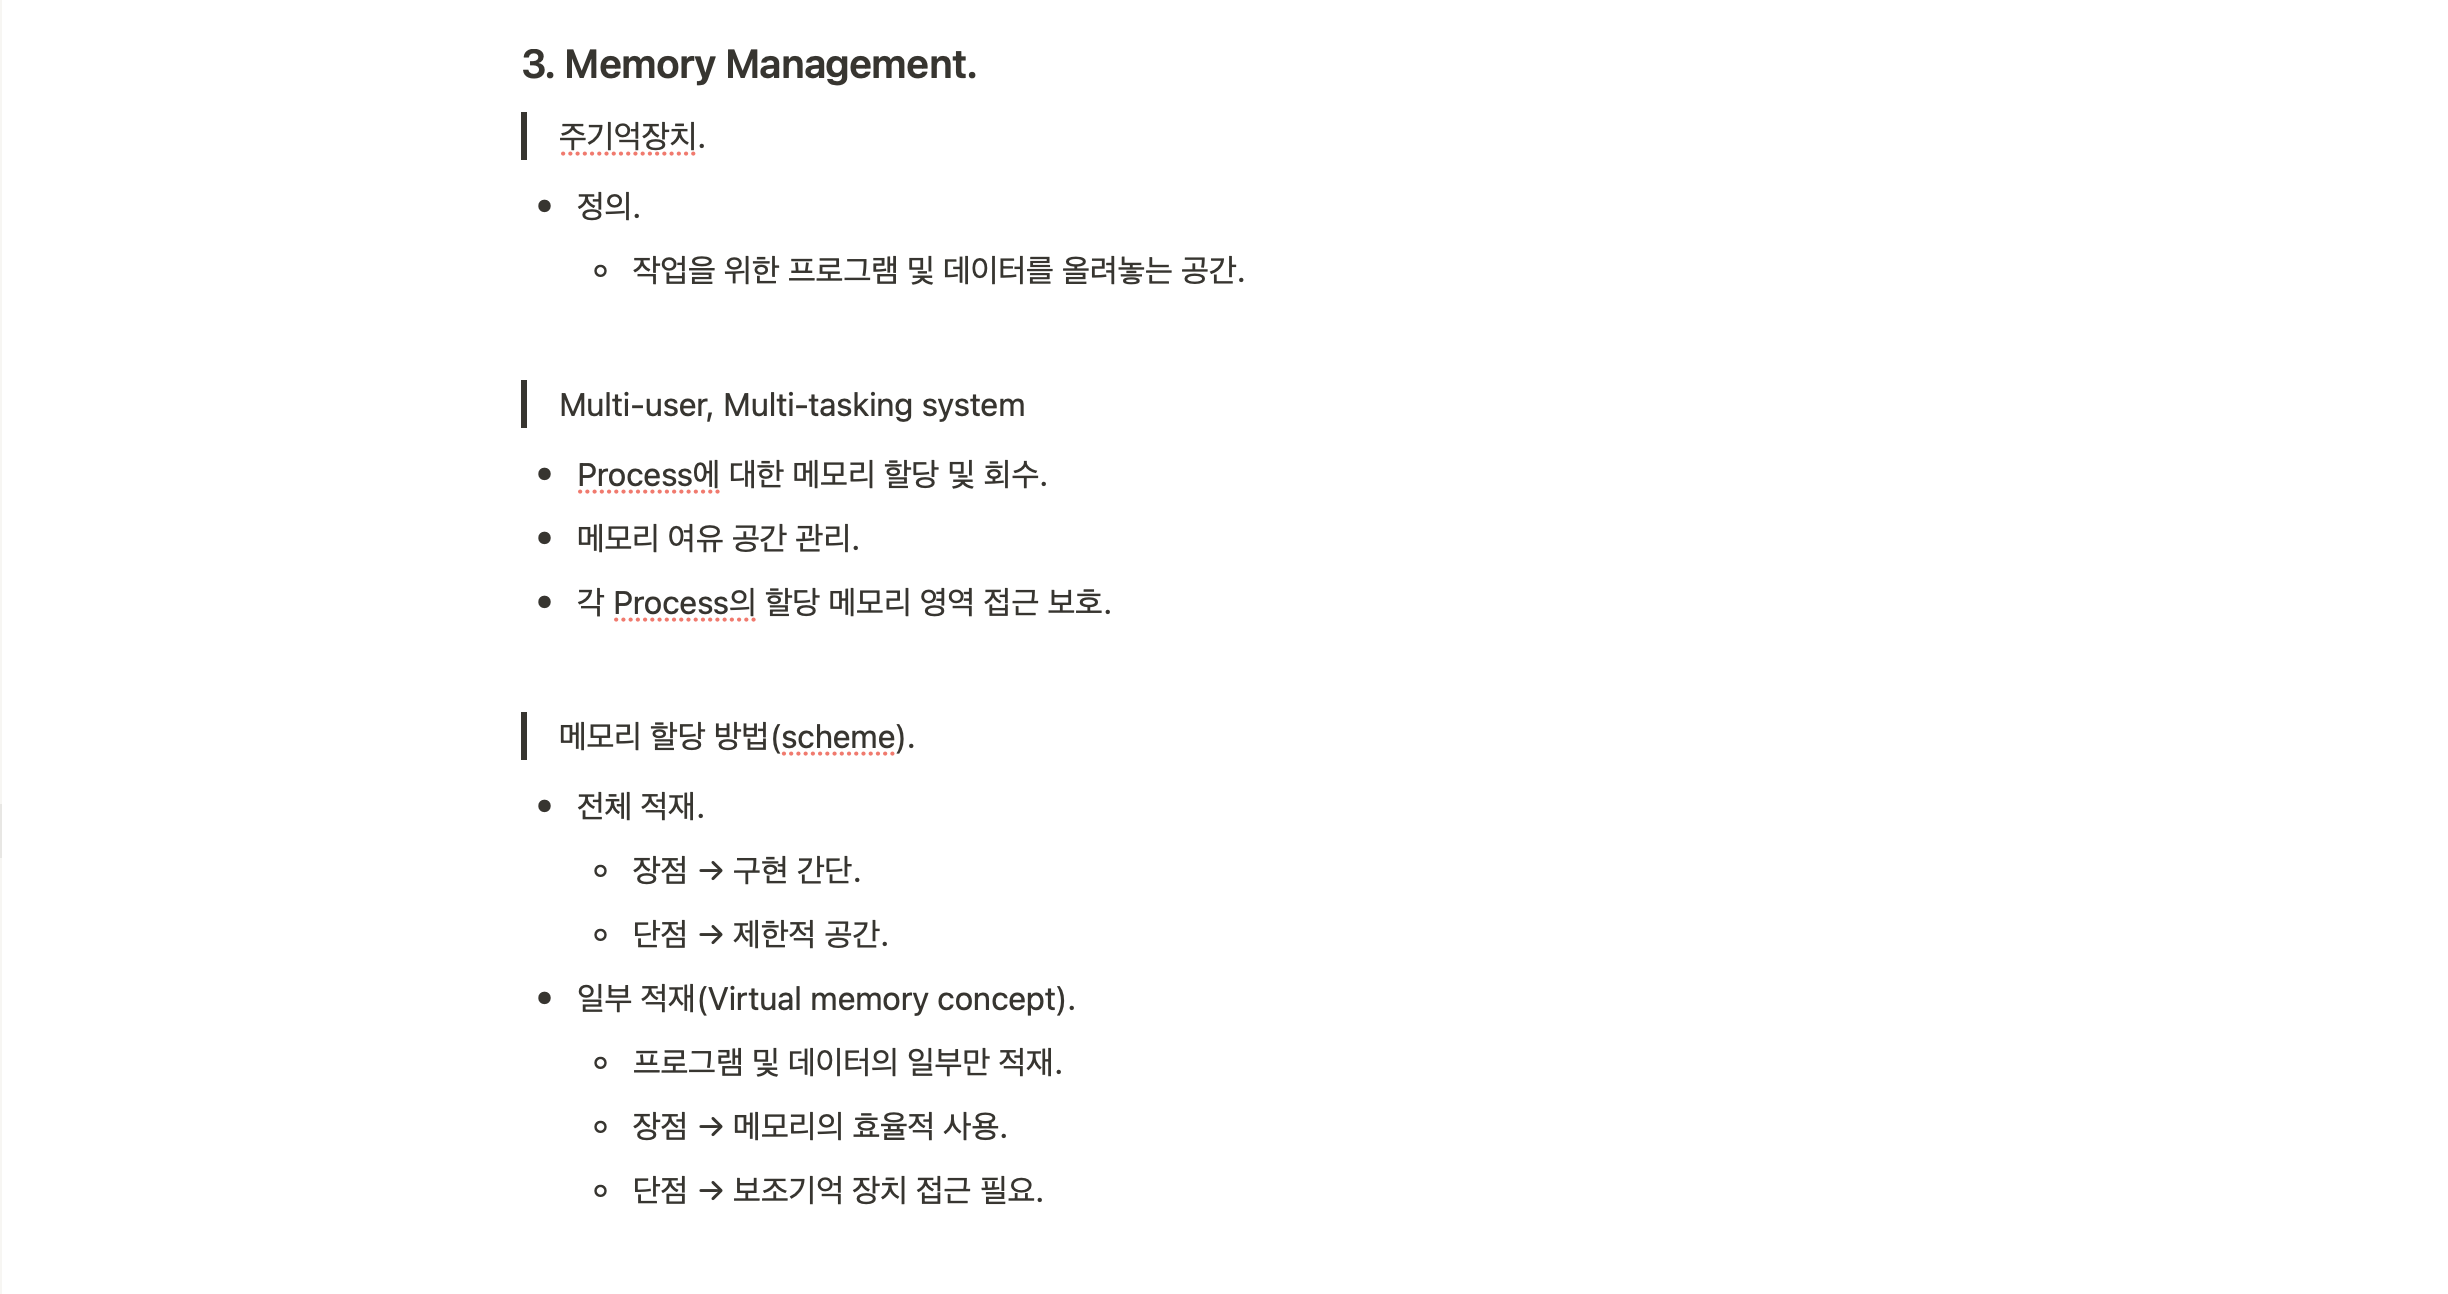 3. Memory Management.
주기억장치.
정의.
작업을 위한 프로그램 및 데이터를 올려놓는 공간.
Multi-user, Multi-tasking system
Process에 대한 메모리 할당 및 회수.
메모리 여유 공간 관리.
각 Process의 할당 메모리 영역 접근 보호.
메모리 할당 방법(scheme).
전체 적재.
장점 → 구현 간단.
단점 → 제한적 공간.
일부 적재(Virtual memory concept).
프로그램 및 데이터의 일부만 적재.
장점 → 메모리의 효율적 사용.
단점 → 보조기억 장치 접근 필요.